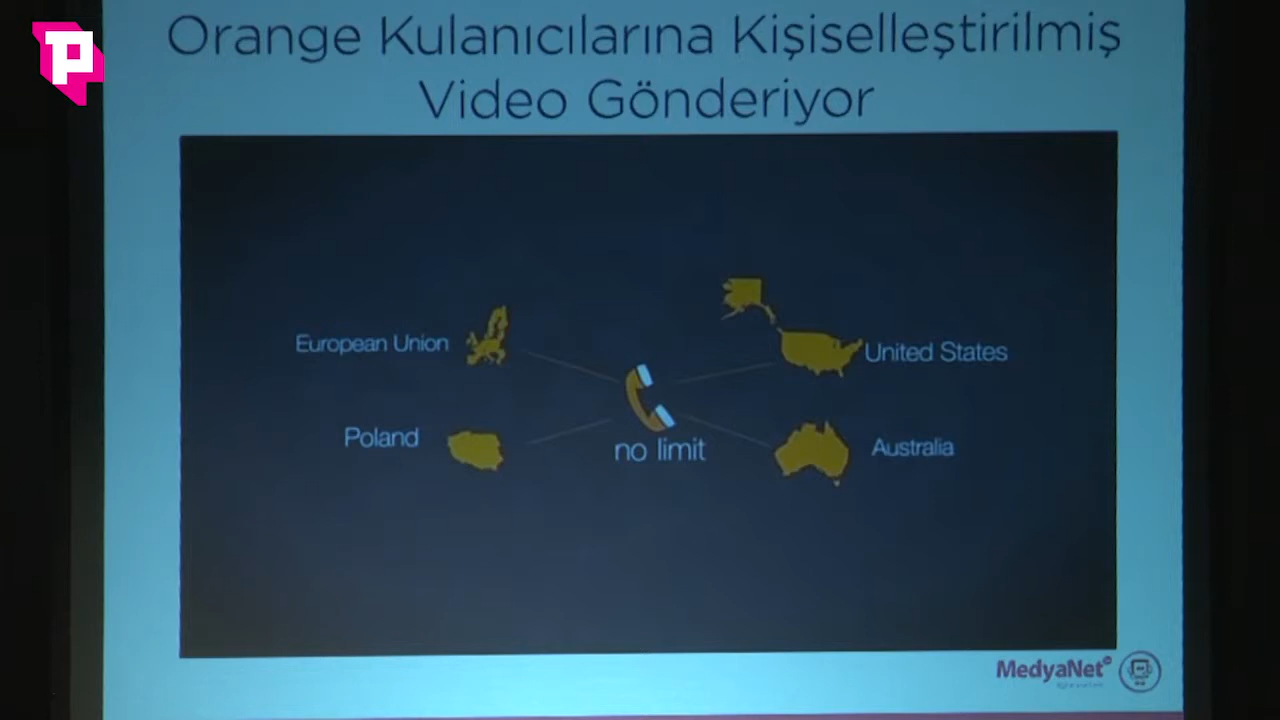 Orange Kulanıcılarına Kişiselleştirilmiş
Video Gönderiyor
European Union
United States
Poland
no limit
Australia
MedyaNet